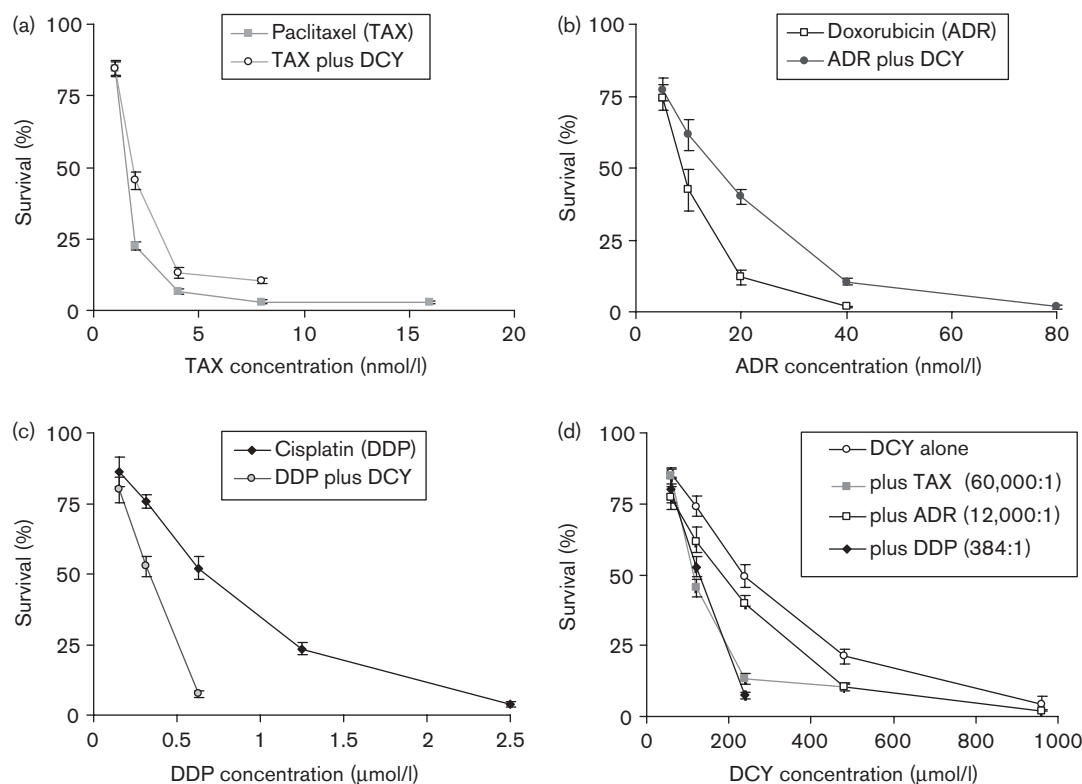 (a)
Paclitaxel (TAX)
TAX plus DCY
100
75
50
25
0
Survival (%)
0 5 10 15 20
TAX concentration (nmol/l)
(b)
Doxorubicin (ADR)
ADR plus DCY
100
75
50
25
0
Survival (%)
0 20 40 60 80
ADR concentration (nmol/l)
(c)
Cisplatin (DDP)
DDP plus DCY
100
75
50
25
0
Survival (%)
0 0.5 1 1.5 2 2.5
DDP concentration (μmol/l)
(d)
DCY alone
plus TAX (60,000:1)
plus ADR (12,000:1)
plus DDP (384:1)
100
75
50
25
0
Survival (%)
0 200 400 600 800 1000
DCY concentration (μmol/l)